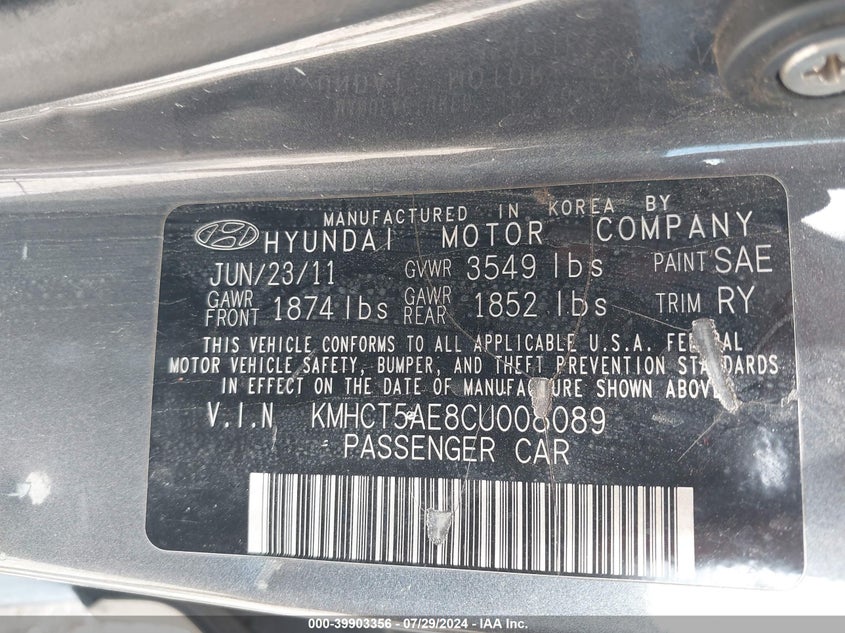 MANUFACTURED IN KOREA BY
HYUNDAI MOTOR COMPANY
JUN/23/11 GVWR 3549 lbs PAINT SAE
GAWR FRONT 1874 lbs GAWR REAR 1852 lbs TRIM RY
THIS VEHICLE CONFORMS TO ALL APPLICABLE U.S.A. FEDERAL
MOTOR VEHICLE SAFETY, BUMPER, AND THEFT PREVENTION STANDARDS
IN EFFECT ON THE DATE OF MANUFACTURE SHOWN ABOVE
V.I.N KMHCT5AE8CU008089
PASSENGER CAR
000-39903356 - 07/29/2024 - IAA Inc.